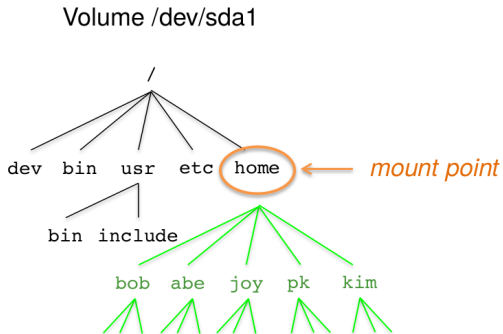 Volume /dev/sda1
/
dev bin usr etc home
mount point
bin include
bob abe joy pk kim